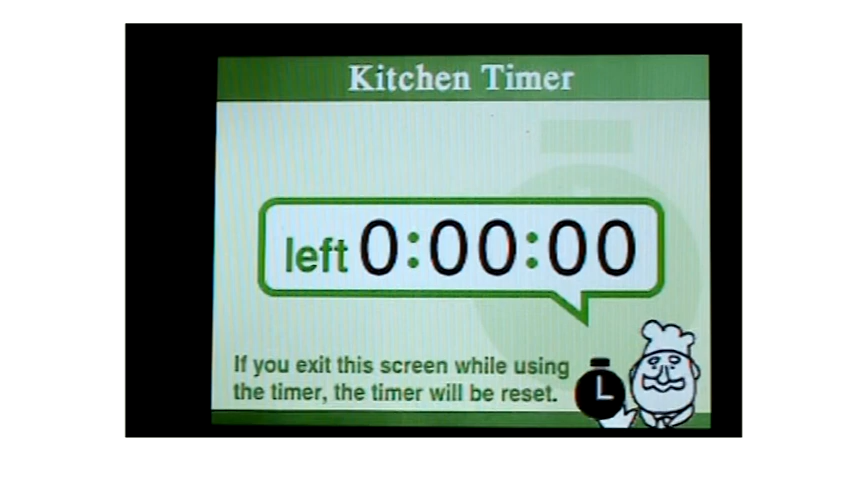 Kitchen Timer
left 0:00:00
If you exit this screen while using
the timer, the timer will be reset.